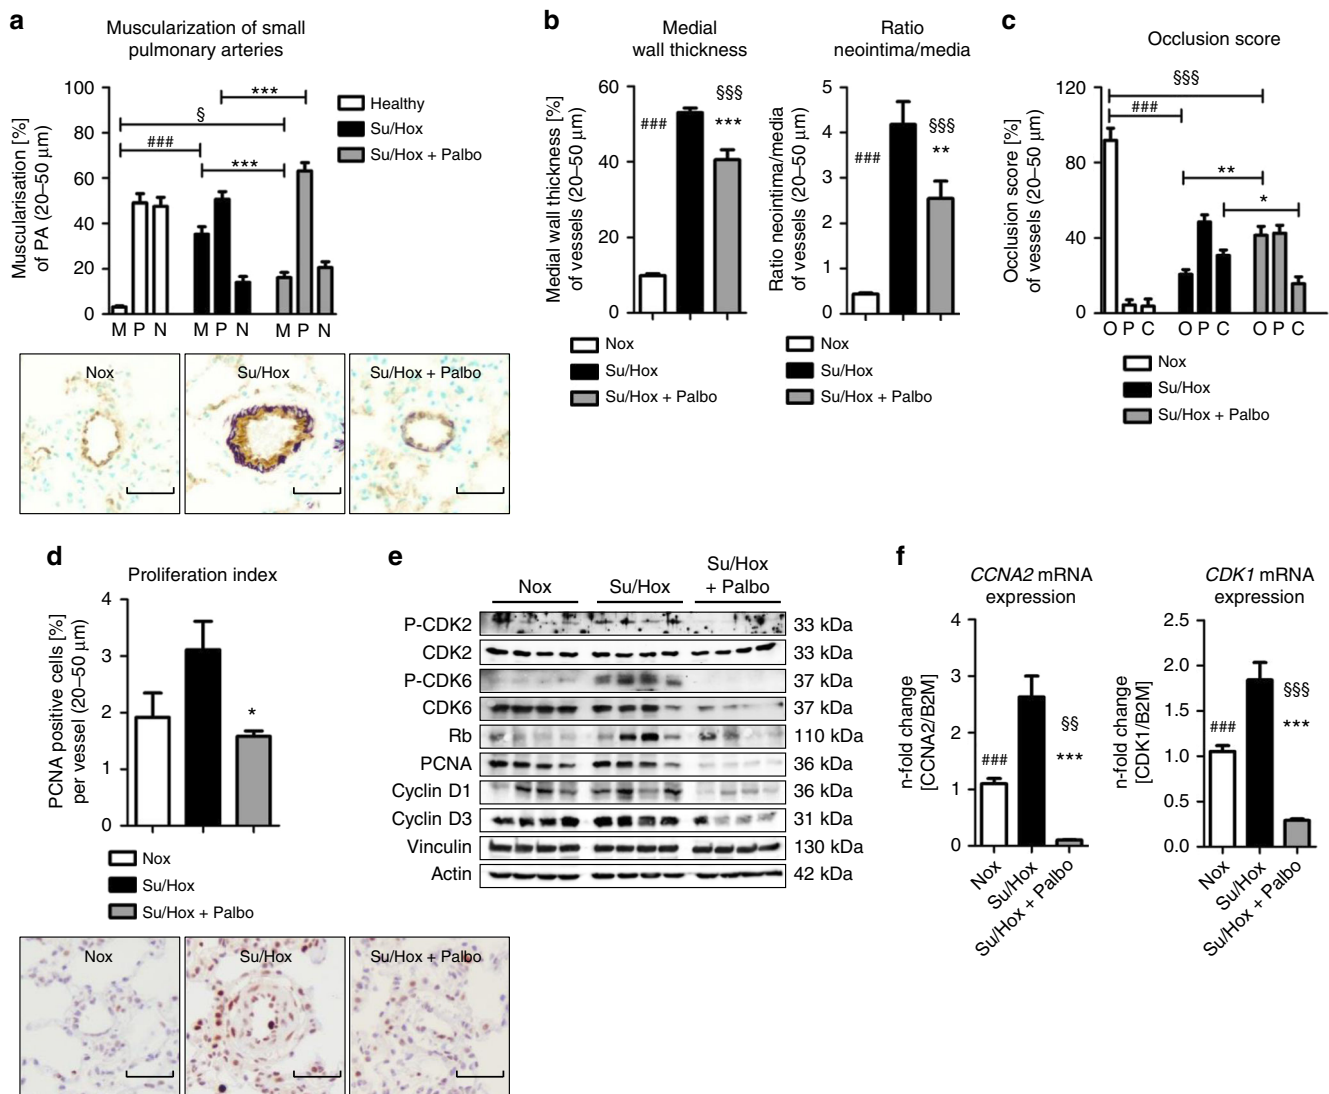 a
Muscularization of small
pulmonary arteries
Muscularisation [%]
of PA (20–50 µm)
100
80
60
40
20
0
***
§
###
***
M P N
M P N
M P N
Healthy
Su/Hox
Su/Hox + Palbo
Nox
Su/Hox
Su/Hox + Palbo
b
Medial
wall thickness
Medial wall thickness [%]
of vessels (20–50 µm)
60
40
20
0
###
§§§
***
Nox
Su/Hox
Su/Hox + Palbo
Ratio
neointima/media
Ratio neointima/media
of vessels (20–50 µm)
5
4
3
2
1
0
###
§§§
**
Nox
Su/Hox
Su/Hox + Palbo
c
Occlusion score
Occlusion score [%]
of vessels (20–50 µm)
120
80
40
0
§§§
###
**
*
O P C
O P C
O P C
Nox
Su/Hox
Su/Hox + Palbo
d
Proliferation index
PCNA positive cells [%]
per vessel (20–50 µm)
4
3
2
1
0
*
Nox
Su/Hox
Su/Hox + Palbo
Nox
Su/Hox
Su/Hox + Palbo
e
Nox
Su/Hox
Su/Hox
+ Palbo
P-CDK2 33 kDa
CDK2 33 kDa
P-CDK6 37 kDa
CDK6 37 kDa
Rb 110 kDa
PCNA 36 kDa
Cyclin D1 36 kDa
Cyclin D3 31 kDa
Vinculin 130 kDa
Actin 42 kDa
f
CCNA2 mRNA
expression
n-fold change
[CCNA2/B2M]
4
3
2
1
0
###
§§
***
Nox
Su/Hox
Su/Hox + Palbo
CDK1 mRNA
expression
n-fold change
[CDK1/B2M]
2.5
2.0
1.5
1.0
0.5
0.0
###
§§§
***
Nox
Su/Hox
Su/Hox + Palbo